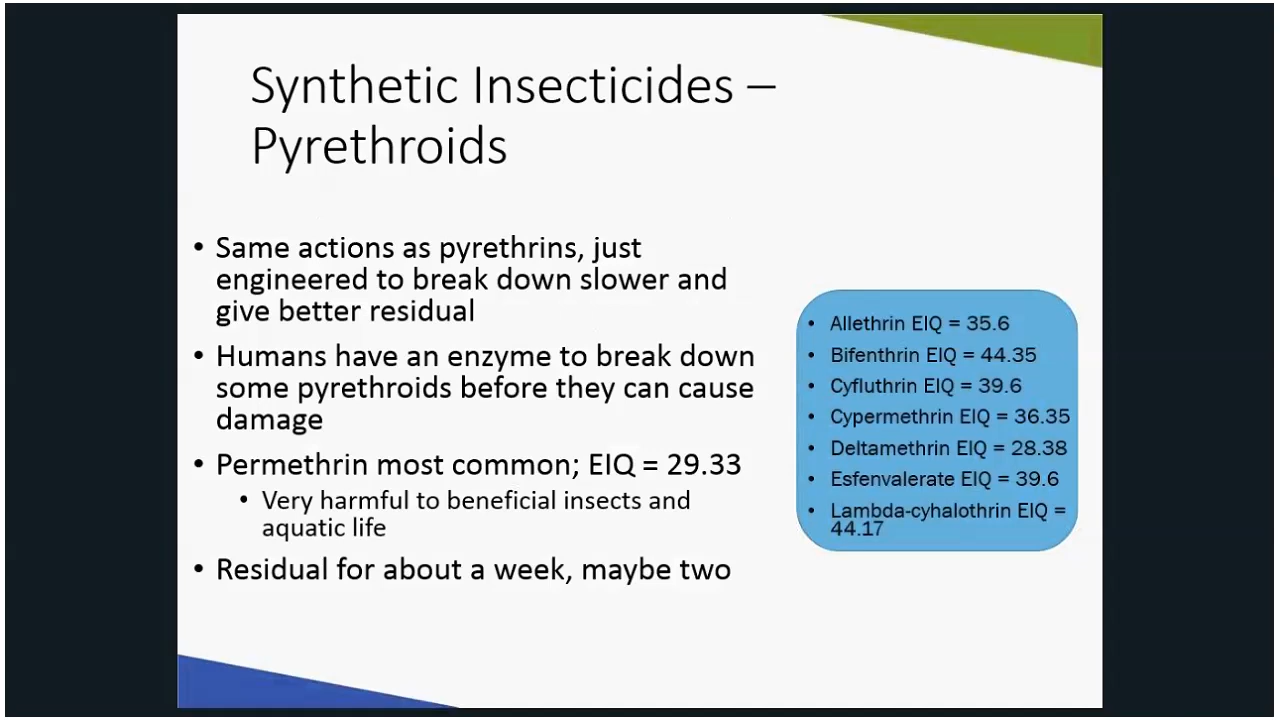 Synthetic Insecticides –
Pyrethroids
• Same actions as pyrethrins, just
engineered to break down slower and
give better residual
• Humans have an enzyme to break down
some pyrethroids before they can cause
damage
• Permethrin most common; EIQ = 29.33
• Very harmful to beneficial insects and
aquatic life
• Residual for about a week, maybe two
• Allethrin EIQ = 35.6
• Bifenthrin EIQ = 44.35
• Cyfluthrin EIQ = 39.6
• Cypermethrin EIQ = 36.35
• Deltamethrin EIQ = 28.38
• Esfenvalerate EIQ = 39.6
• Lambda-cyhalothrin EIQ =
44.17